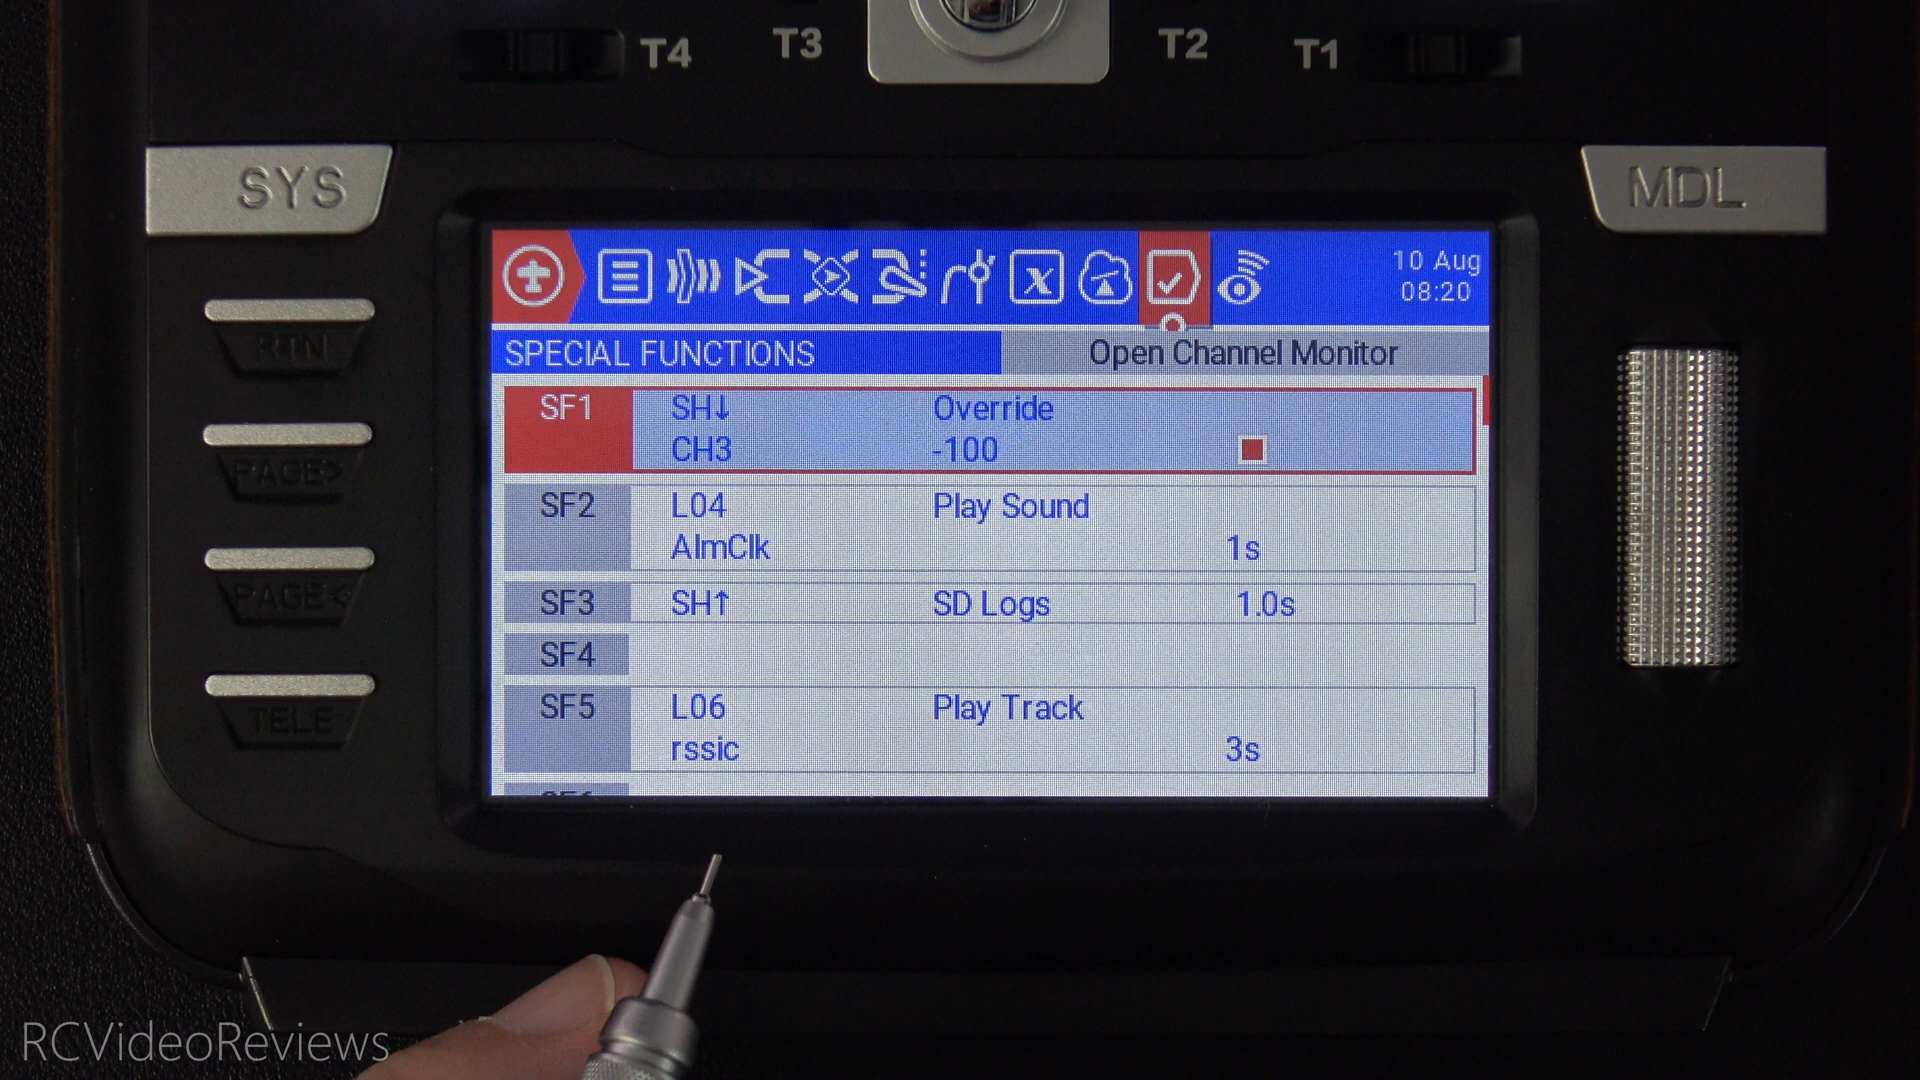 T4 T3 T2 T1
SYS
MDL
10 Aug
08:20
SPECIAL FUNCTIONS Open Channel Monitor
SF1 SH↓ Override
CH3 -100
SF2 L04 Play Sound
AlmClk 1s
SF3 SH↑ SD Logs 1.0s
SF4
SF5 L06 Play Track
rssic 3s
SF6
RTN
PAGE>
PAGE<
TELE
RCVideoReviews